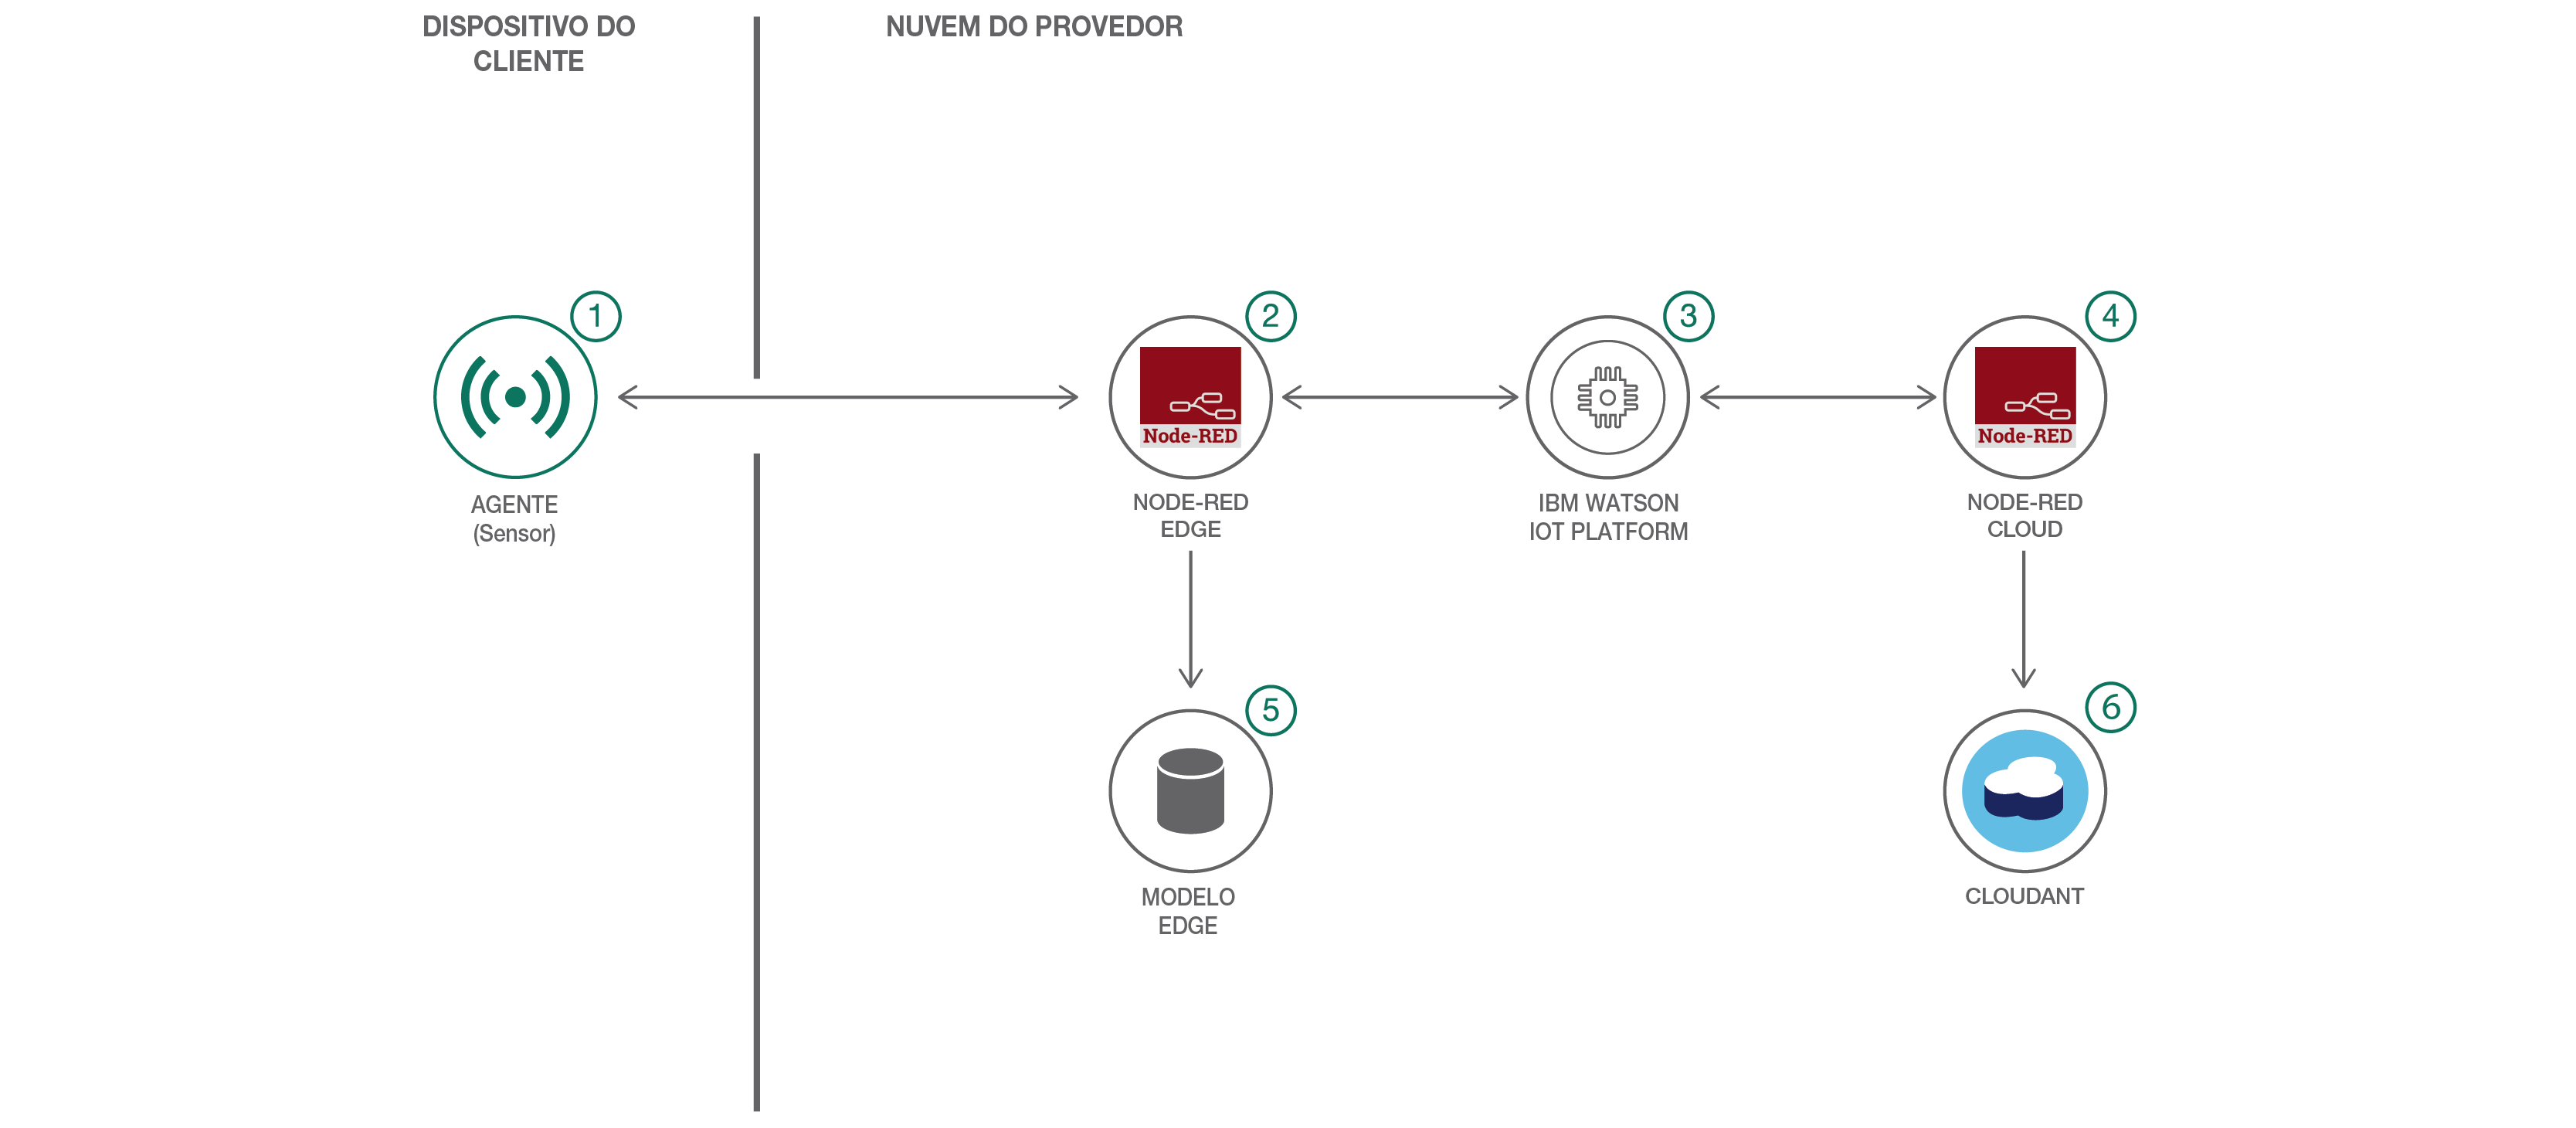 DISPOSITIVO DO
CLIENTE
NUVEM DO PROVEDOR
1
AGENTE
(Sensor)
2
Node-RED
NODE-RED
EDGE
3
IBM WATSON
IOT PLATFORM
4
Node-RED
NODE-RED
CLOUD
5
MODELO
EDGE
6
CLOUDANT